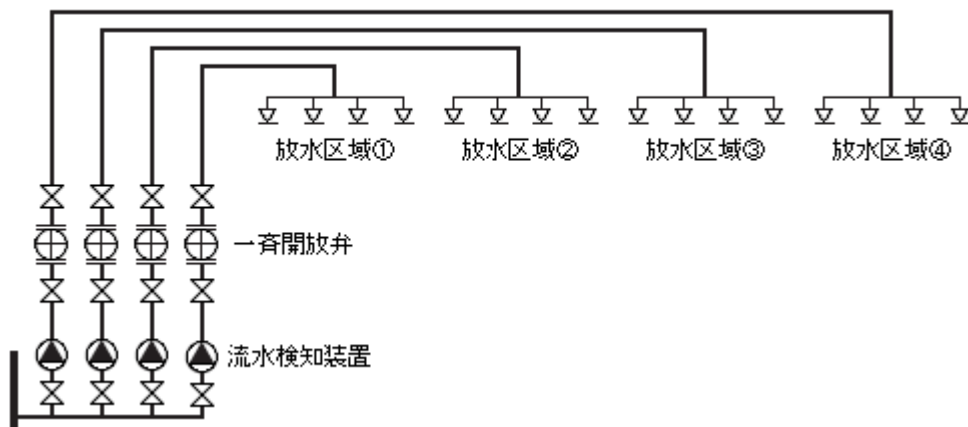 放水区域①
放水区域②
放水区域③
放水区域④
一斉開放弁
流水検知装置